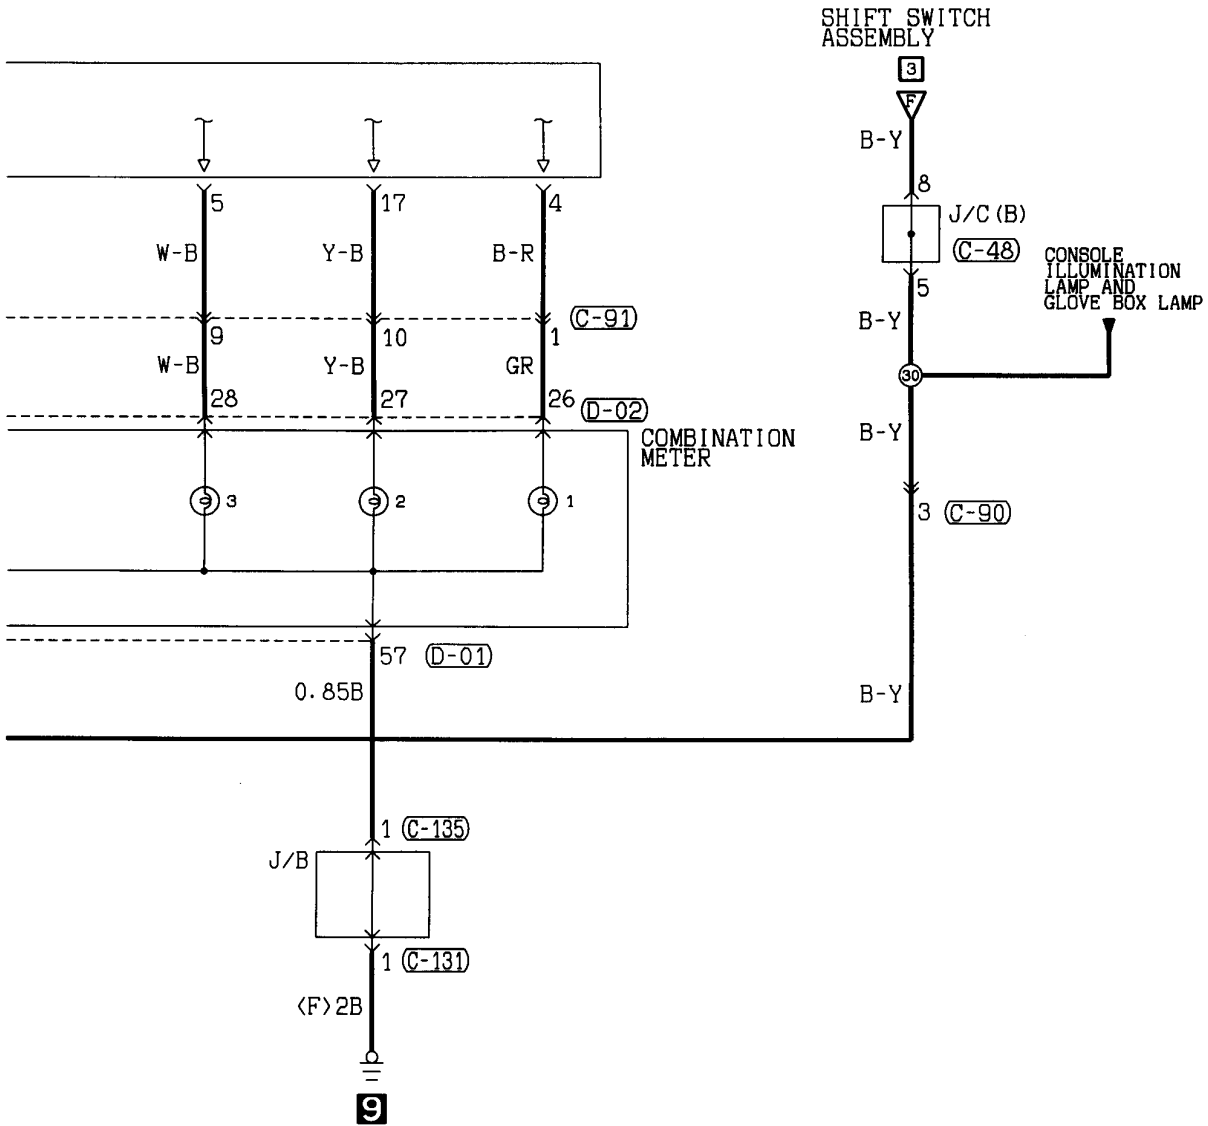 SHIFT SWITCH
ASSEMBLY
3
F
B-Y
8
5 17 4
J/C(B)
W-B Y-B B-R
C-48
CONSOLE
ILLUMINATION
LAMP AND
GLOVE BOX LAMP
5
C-91
B-Y
9 10 1
W-B Y-B GR
30
28 27 26
D-02
B-Y
COMBINATION
METER
3 2 1
3 C-90
57 D-01
0.85B
B-Y
1 C-135
J/B
1 C-131
<F>2B
9